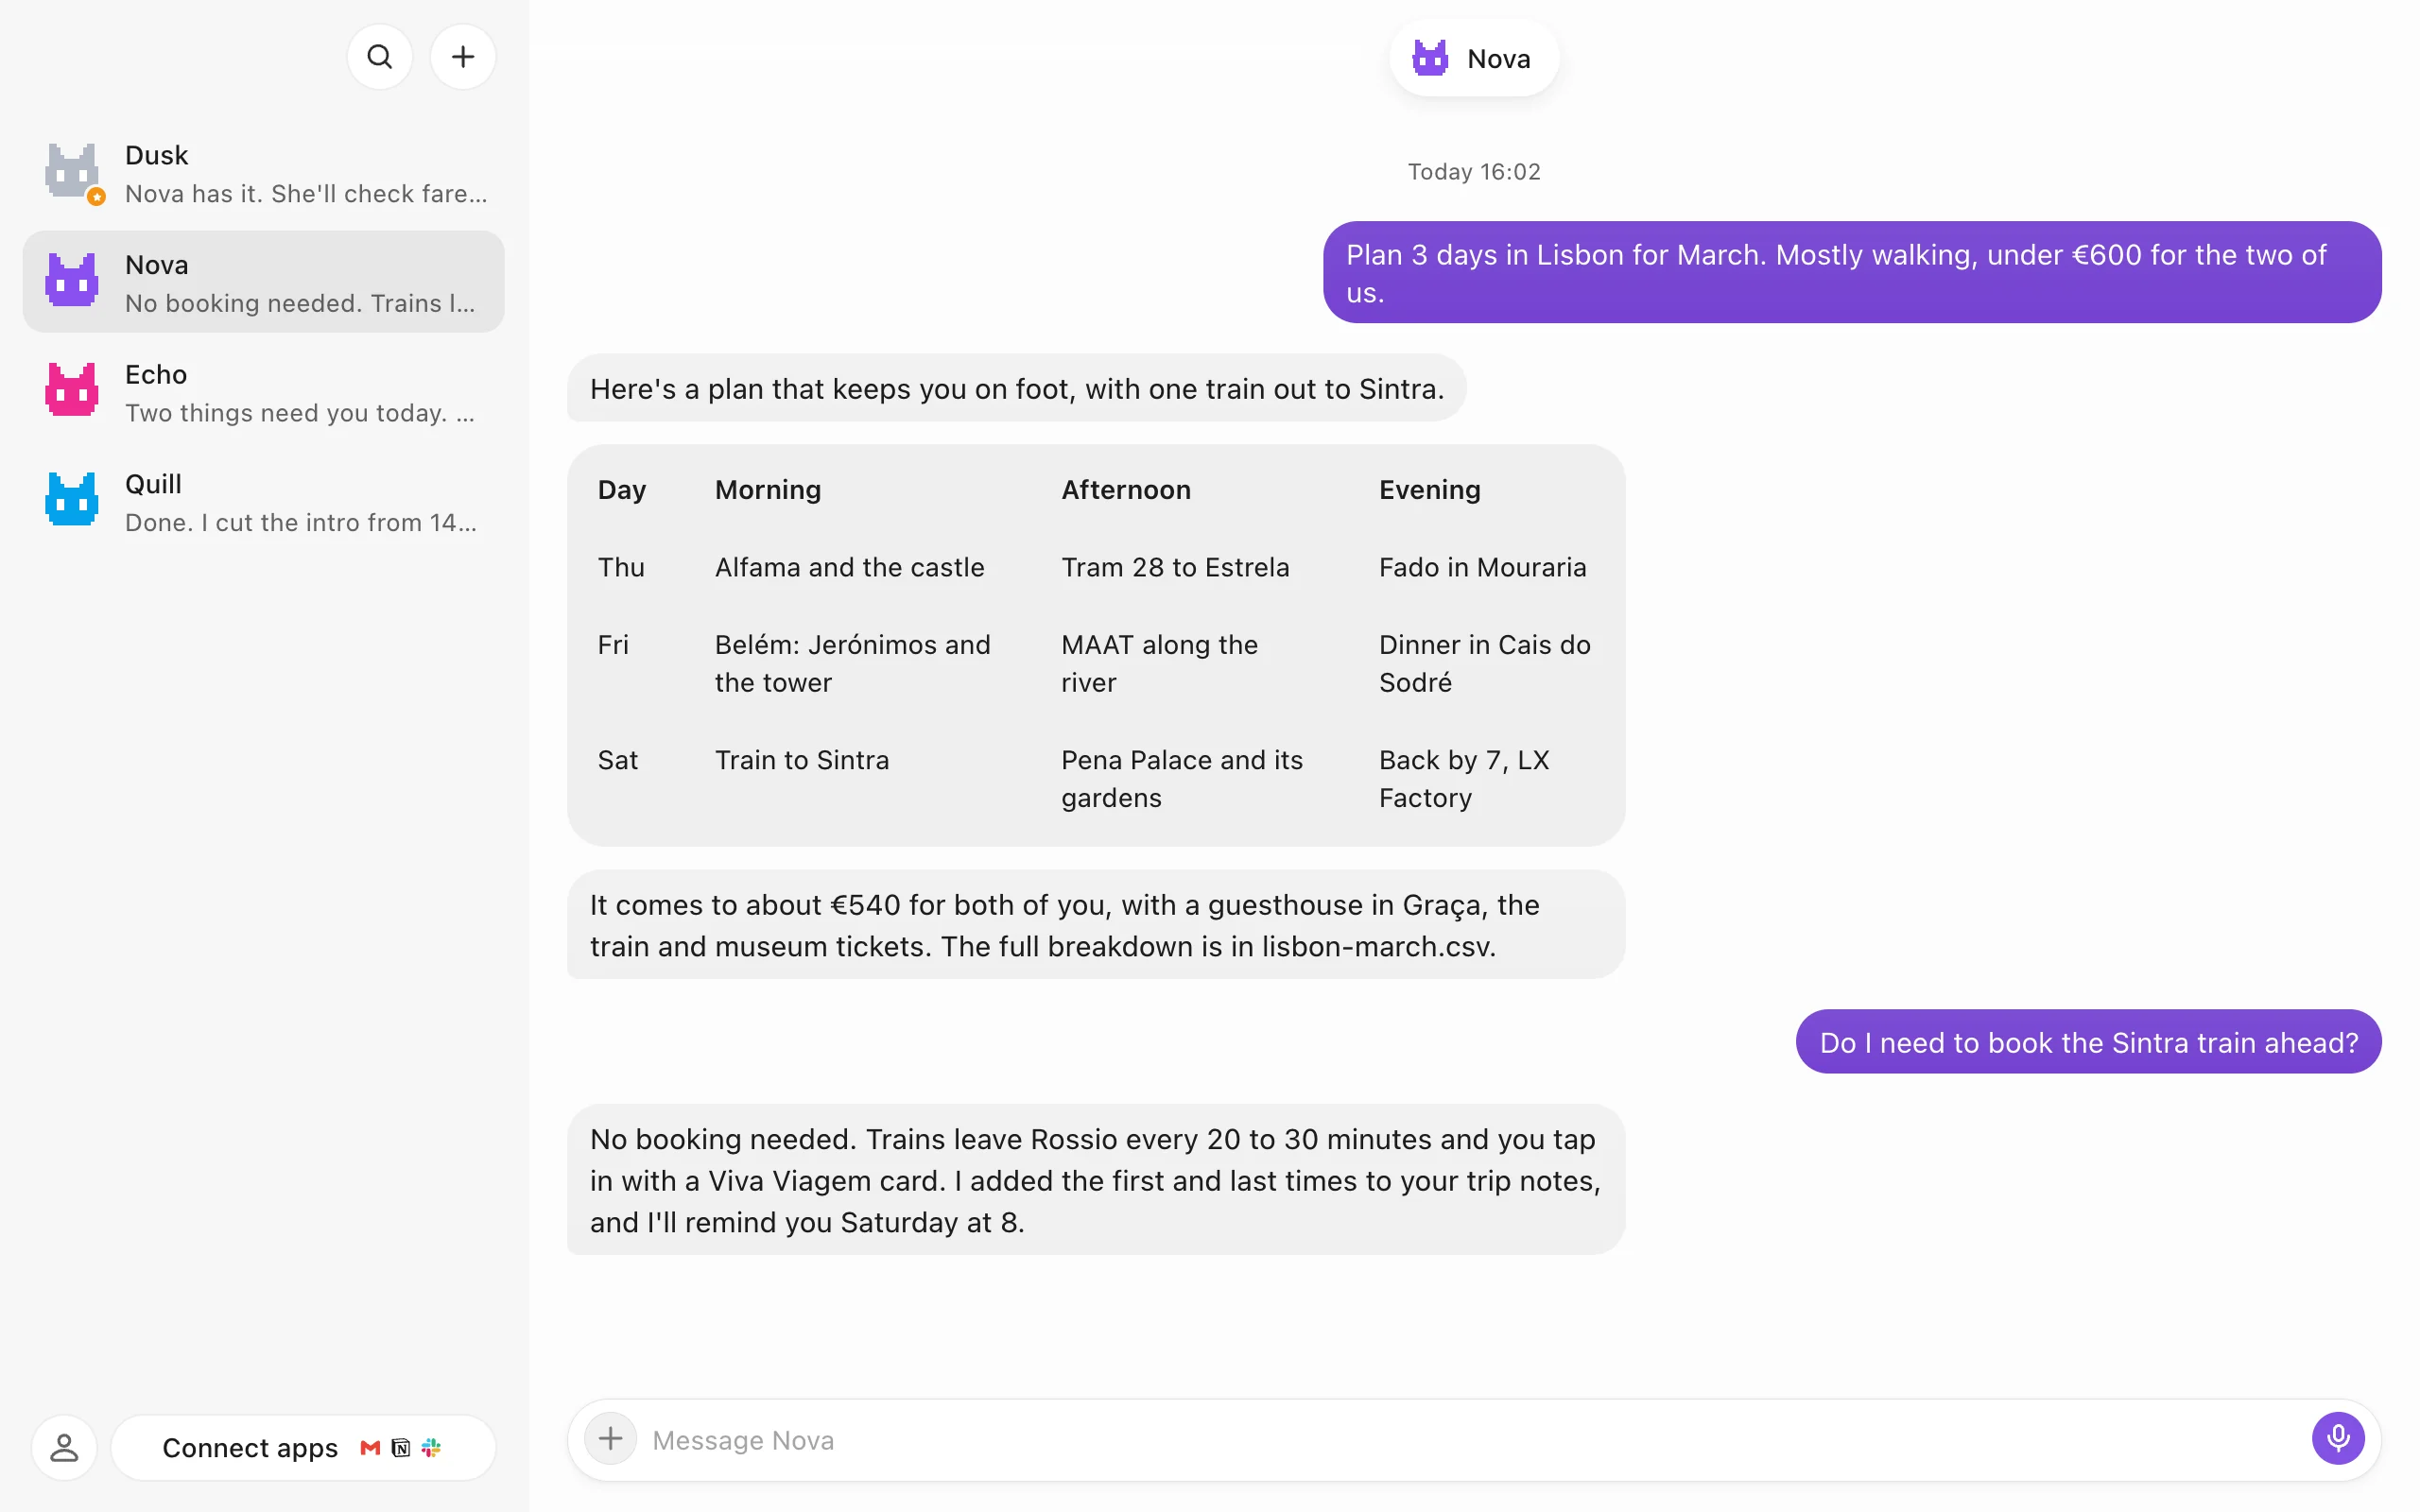 Dusk
Nova has it. She'll check fare...
Nova
No booking needed. Trains l...
Echo
Two things need you today. ...
Quill
Done. I cut the intro from 14...
Connect apps
Nova
Today 16:02
Plan 3 days in Lisbon for March. Mostly walking, under €600 for the two of
us.
Here's a plan that keeps you on foot, with one train out to Sintra.
Day Morning Afternoon Evening
Thu Alfama and the castle Tram 28 to Estrela Fado in Mouraria
Fri Belém: Jerónimos and MAAT along the Dinner in Cais do
the tower river Sodré
Sat Train to Sintra Pena Palace and its Back by 7, LX
gardens Factory
It comes to about €540 for both of you, with a guesthouse in Graça, the
train and museum tickets. The full breakdown is in lisbon-march.csv.
Do I need to book the Sintra train ahead?
No booking needed. Trains leave Rossio every 20 to 30 minutes and you tap
in with a Viva Viagem card. I added the first and last times to your trip notes,
and I'll remind you Saturday at 8.
Message Nova